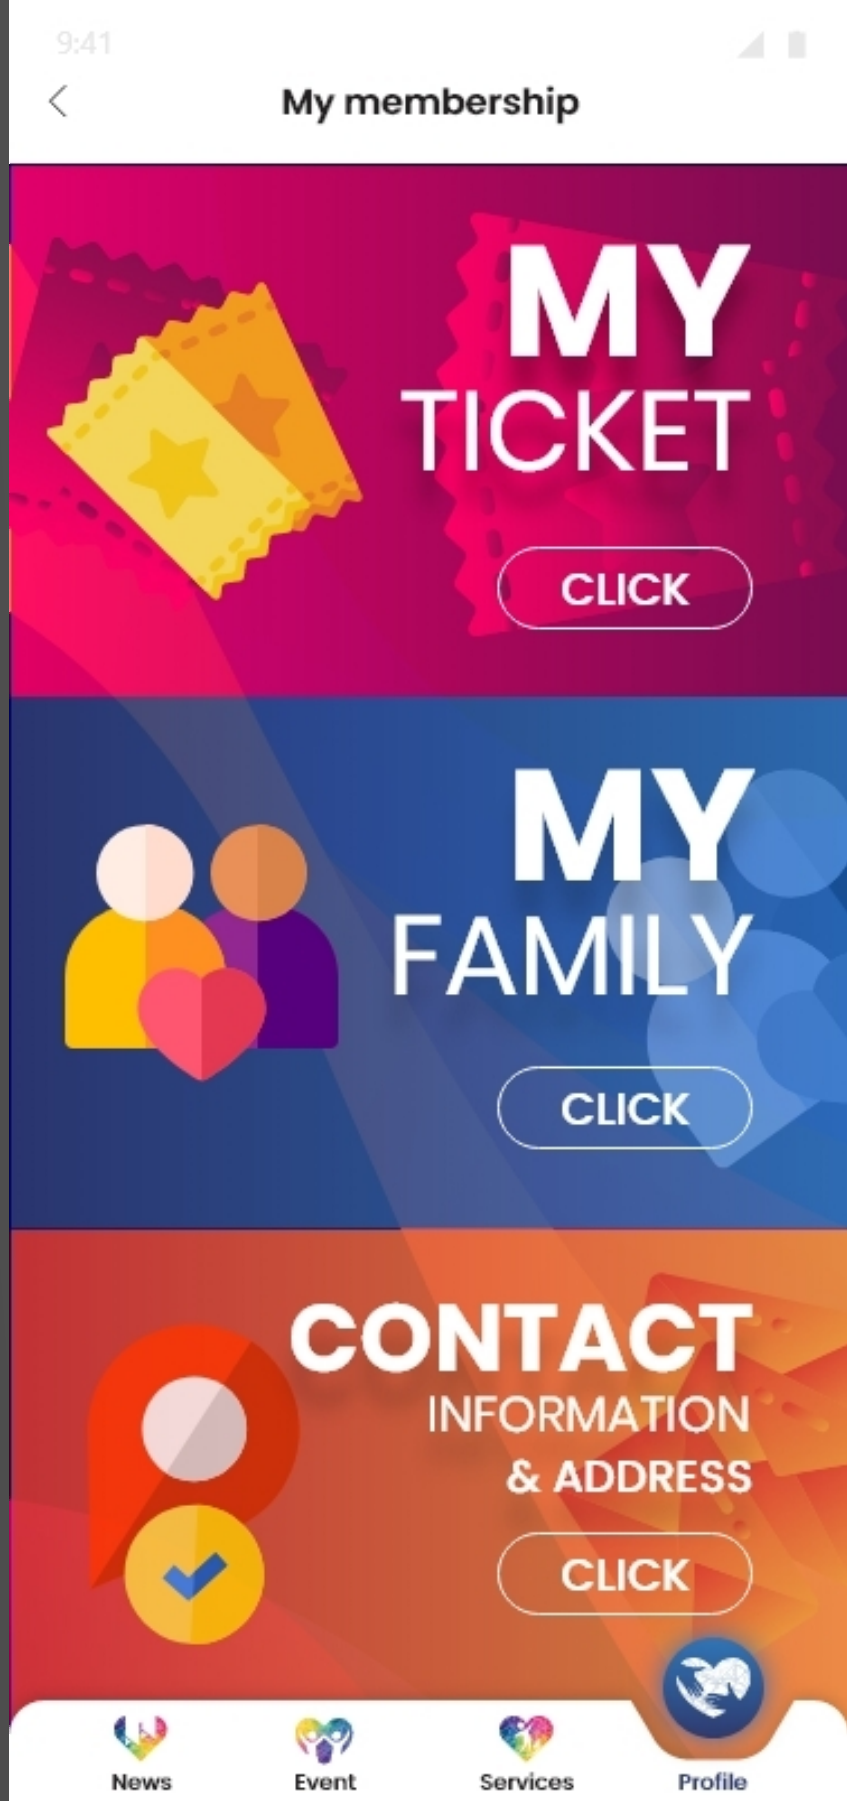 9:41
My membership
MY
TICKET
CLICK
MY
FAMILY
CLICK
CONTACT
INFORMATION
& ADDRESS
CLICK
News
Event
Services
Profile